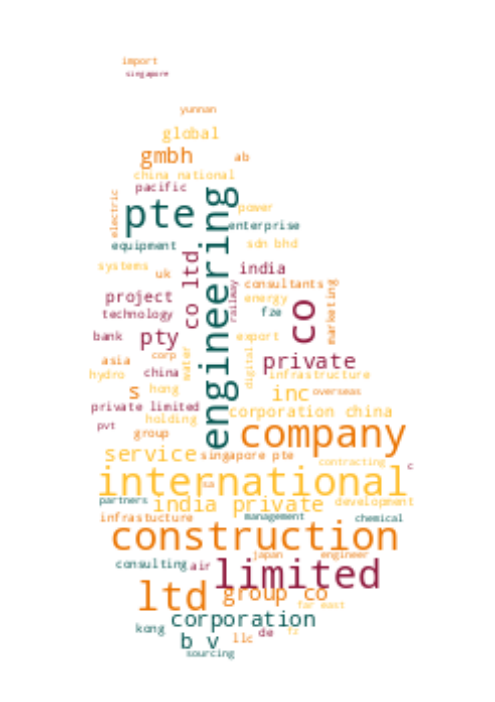 import
singapore
yunnan
global
gmbh
ab
china national
pacific
electric
pte
engineering
power
enterprise
equipment
sdn bhd
co ltd
systems
uk
india
railway
consultants
energy
project
fze
co
marketing
technology
bank
pty
export
asia
corp
water
private
china
digital
infrastructure
hydro
s
hong
inc
overseas
private limited
corporation china
holding
pvt
group
company
service
singapore pte
contracting
c
international
sa
partners
india private
development
infrastucture
management
chemical
construction
japan
engineer
consulting
air
limited
ltd
group co
far east
corporation
kong
de
fz
b v
llc
sourcing